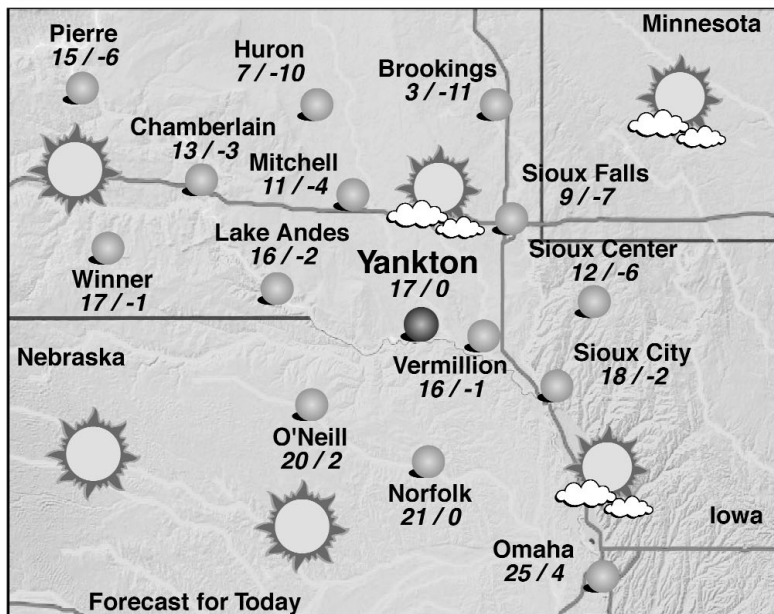 Pierre
15 / -6
Huron
7 / -10
Brookings
3 / -11
Minnesota
Chamberlain
13 / -3
Mitchell
11 / -4
Sioux Falls
9 / -7
Lake Andes
16 / -2
Yankton
17 / 0
Sioux Center
12 / -6
Winner
17 / -1
Nebraska
Vermillion
16 / -1
Sioux City
18 / -2
O'Neill
20 / 2
Norfolk
21 / 0
Iowa
Omaha
25 / 4
Forecast for Today